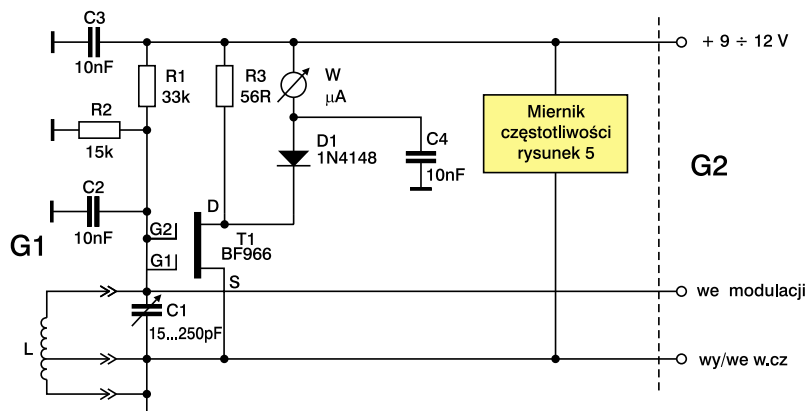 C3
10nF
+ 9 ÷ 12 V
R1
33k
R3
56R
W
µA
R2
15k
D1
1N4148
C4
10nF
Miernik
częstotliwości
rysunek 5
G2
C2
10nF
G1
D
G2
G1
T1
BF966
S
we modulacji
C1
15...250pF
L
wy/we w.cz